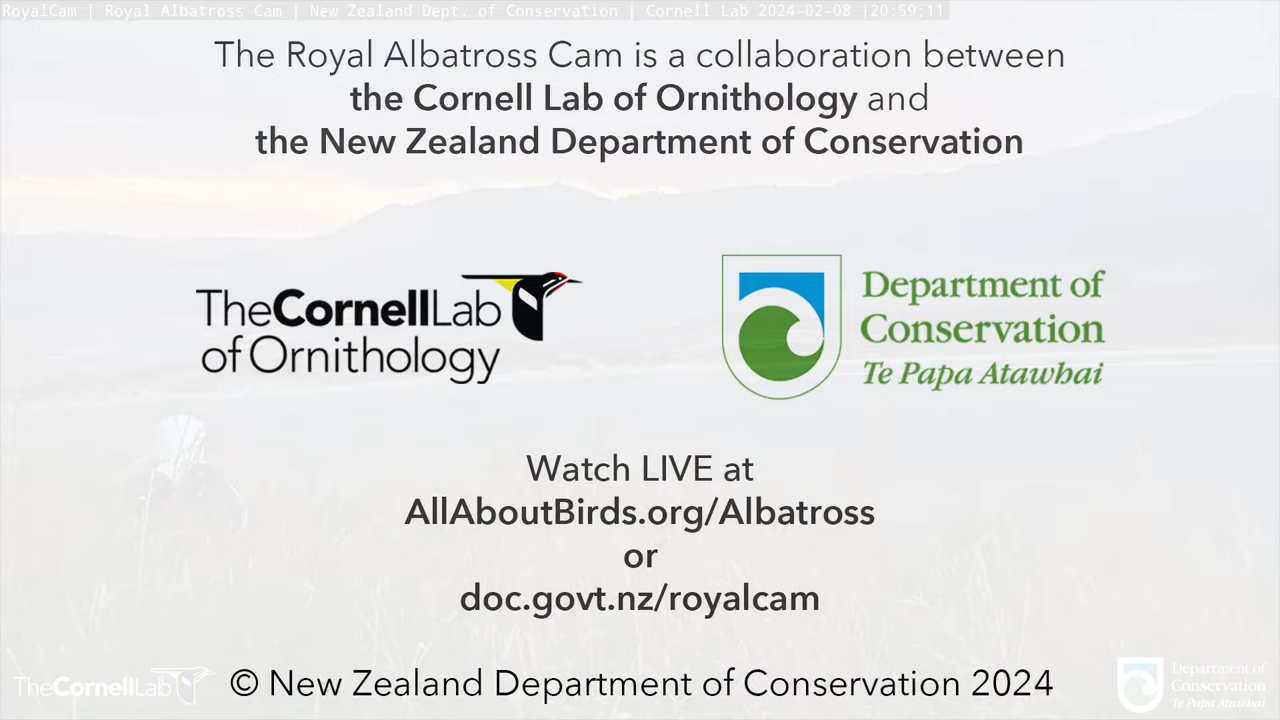 RoyalCam | Royal Albatross Cam | New Zealand Dept. of Conservation | Cornell Lab 2024-02-08 |20:59:11
The Royal Albatross Cam is a collaboration between
the Cornell Lab of Ornithology and
the New Zealand Department of Conservation
TheCornellLab
of Ornithology
Department of
Conservation
Te Papa Atawhai
Watch LIVE at
AllAboutBirds.org/Albatross
or
doc.govt.nz/royalcam
© New Zealand Department of Conservation 2024
TheCornellLab
Department of
Conservation
Te Papa Atawhai